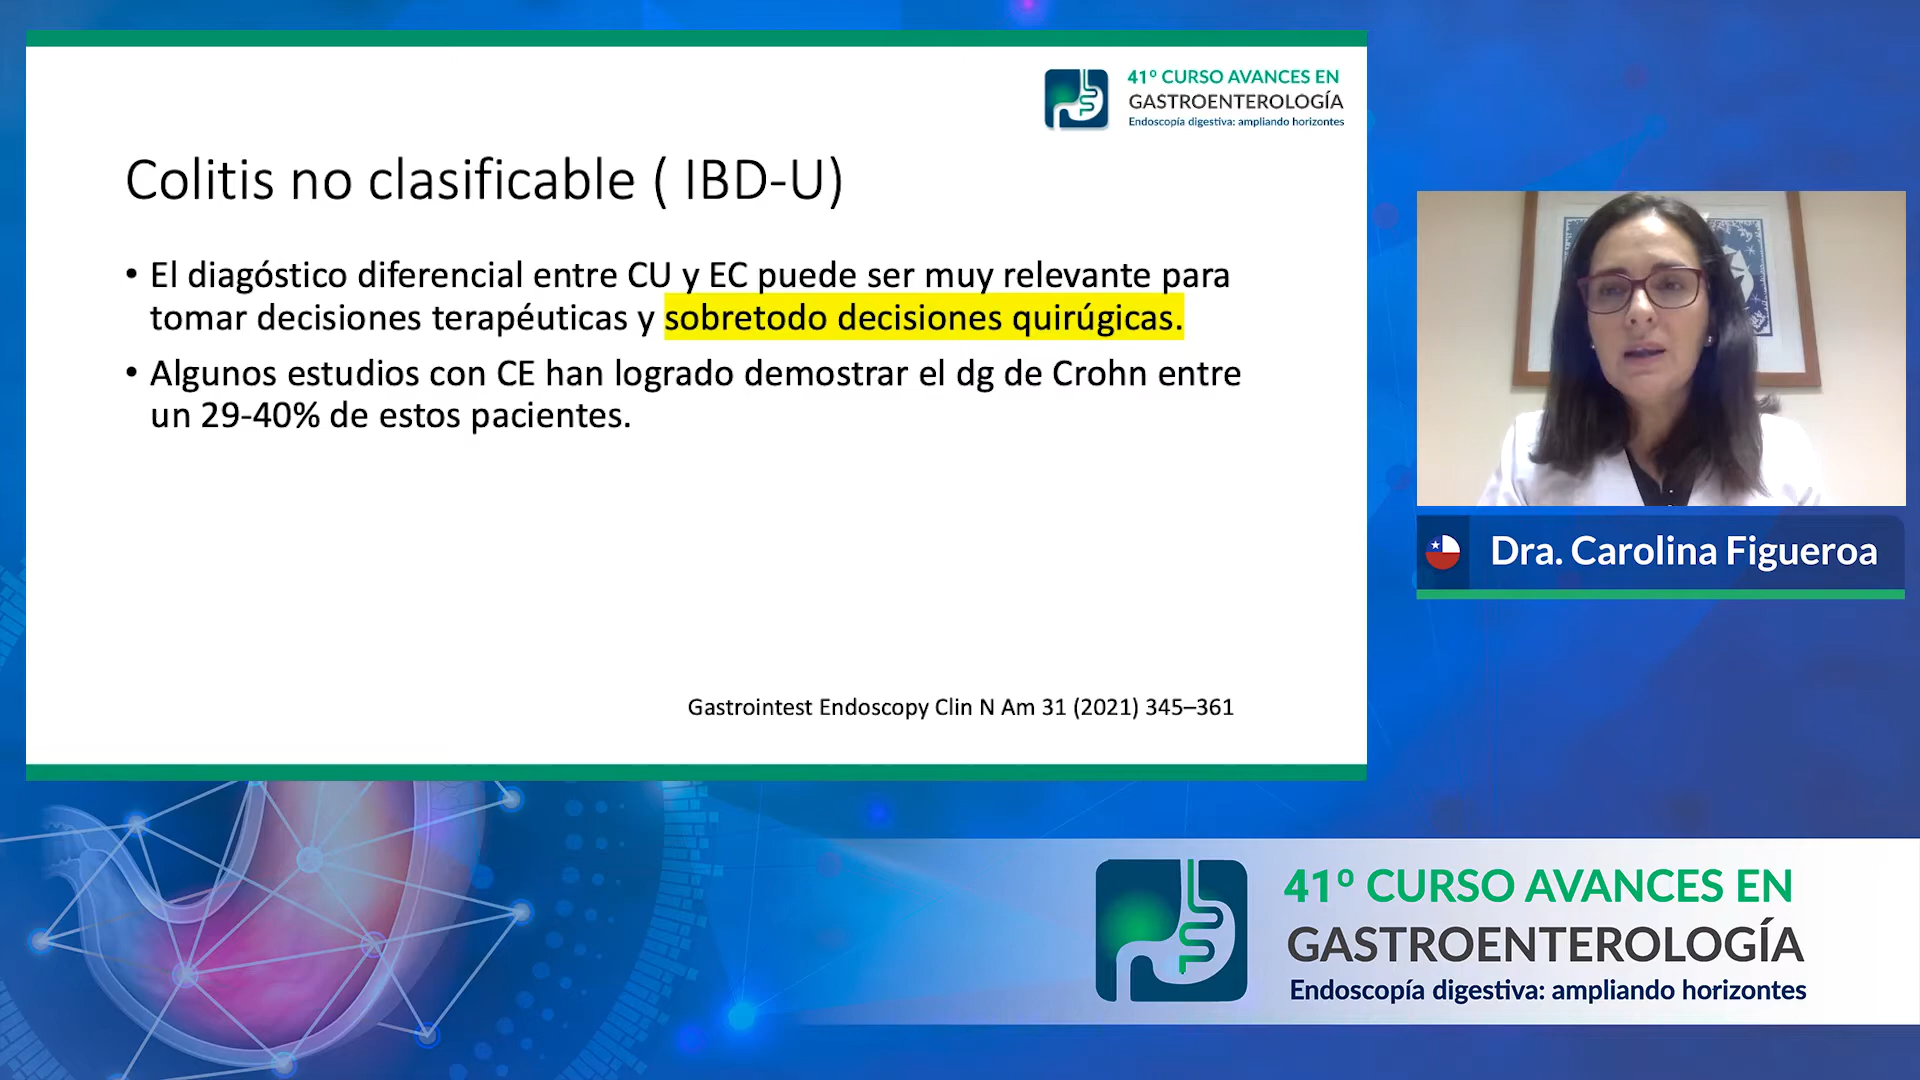 41º CURSO AVANCES EN
GASTROENTEROLOGÍA
Endoscopía digestiva: ampliando horizontes
Colitis no clasificable ( IBD-U)
• El diagóstico diferencial entre CU y EC puede ser muy relevante para
tomar decisiones terapéuticas y sobretodo decisiones quirúgicas.
• Algunos estudios con CE han logrado demostrar el dg de Crohn entre
un 29-40% de estos pacientes.
Gastrointest Endoscopy Clin N Am 31 (2021) 345–361
Dra. Carolina Figueroa
41º CURSO AVANCES EN
GASTROENTEROLOGÍA
Endoscopía digestiva: ampliando horizontes